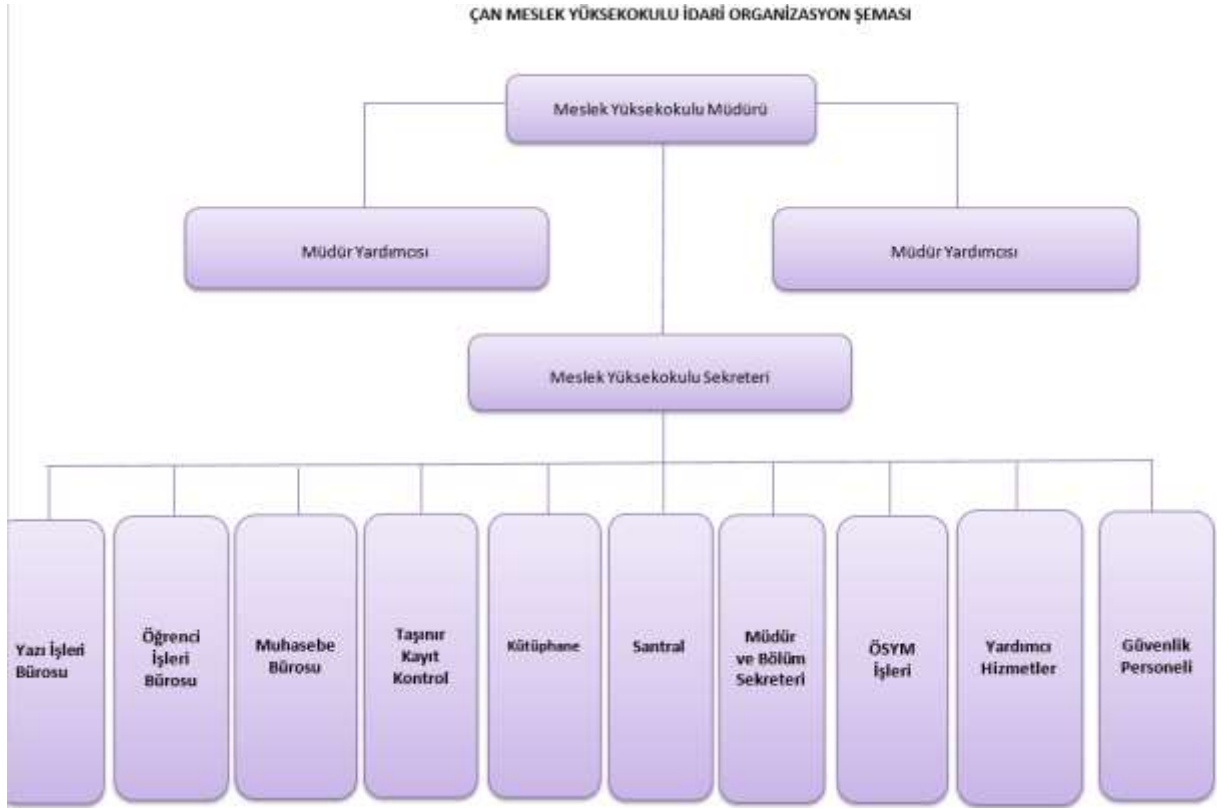 ÇAN MESLEK YÜKSEKOKULU İDARİ ORGANİZASYON ŞEMASI
Meslek Yüksekokulu Müdürü
Müdür Yardımcısı
Müdür Yardımcısı
Meslek Yüksekokulu Sekreteri
Yazı İşleri
Bürosu
Öğrenci
İşleri
Bürosu
Muhasebe
Bürosu
Taşınır
Kayıt
Kontrol
Kütüphane
Santral
Müdür
ve Bölüm
Sekreteri
ÖSYM
İşleri
Yardımcı
Hizmetler
Güvenlik
Personeli